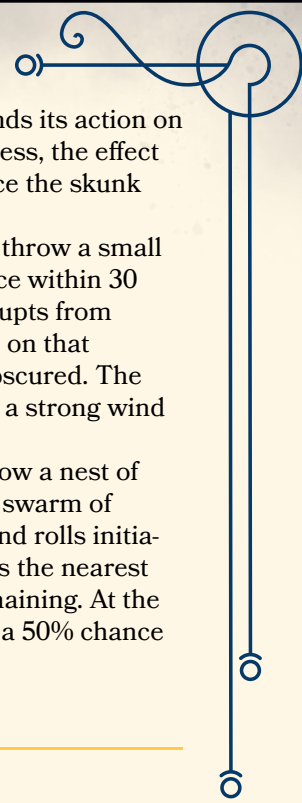 nds its action on
ess, the effect
ce the skunk
throw a small
ce within 30
upts from
on that
oscured. The
a strong wind
ow a nest of
swarm of
nd rolls initia-
s the nearest
naining. At the
a 50% chance